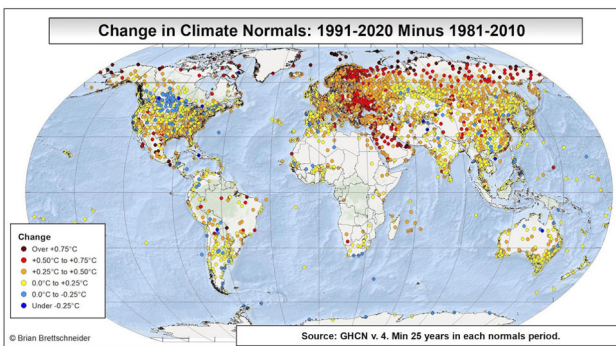 Change in Climate Normals: 1991-2020 Minus 1981-2010
Change
Over +0.75°C
+0.50°C to +0.75°C
+0.25°C to +0.50°C
0.0°C to +0.25°C
0.0°C to -0.25°C
Under -0.25°C
© Brian Brettschneider
Source: GHCN v. 4. Min 25 years in each normals period.